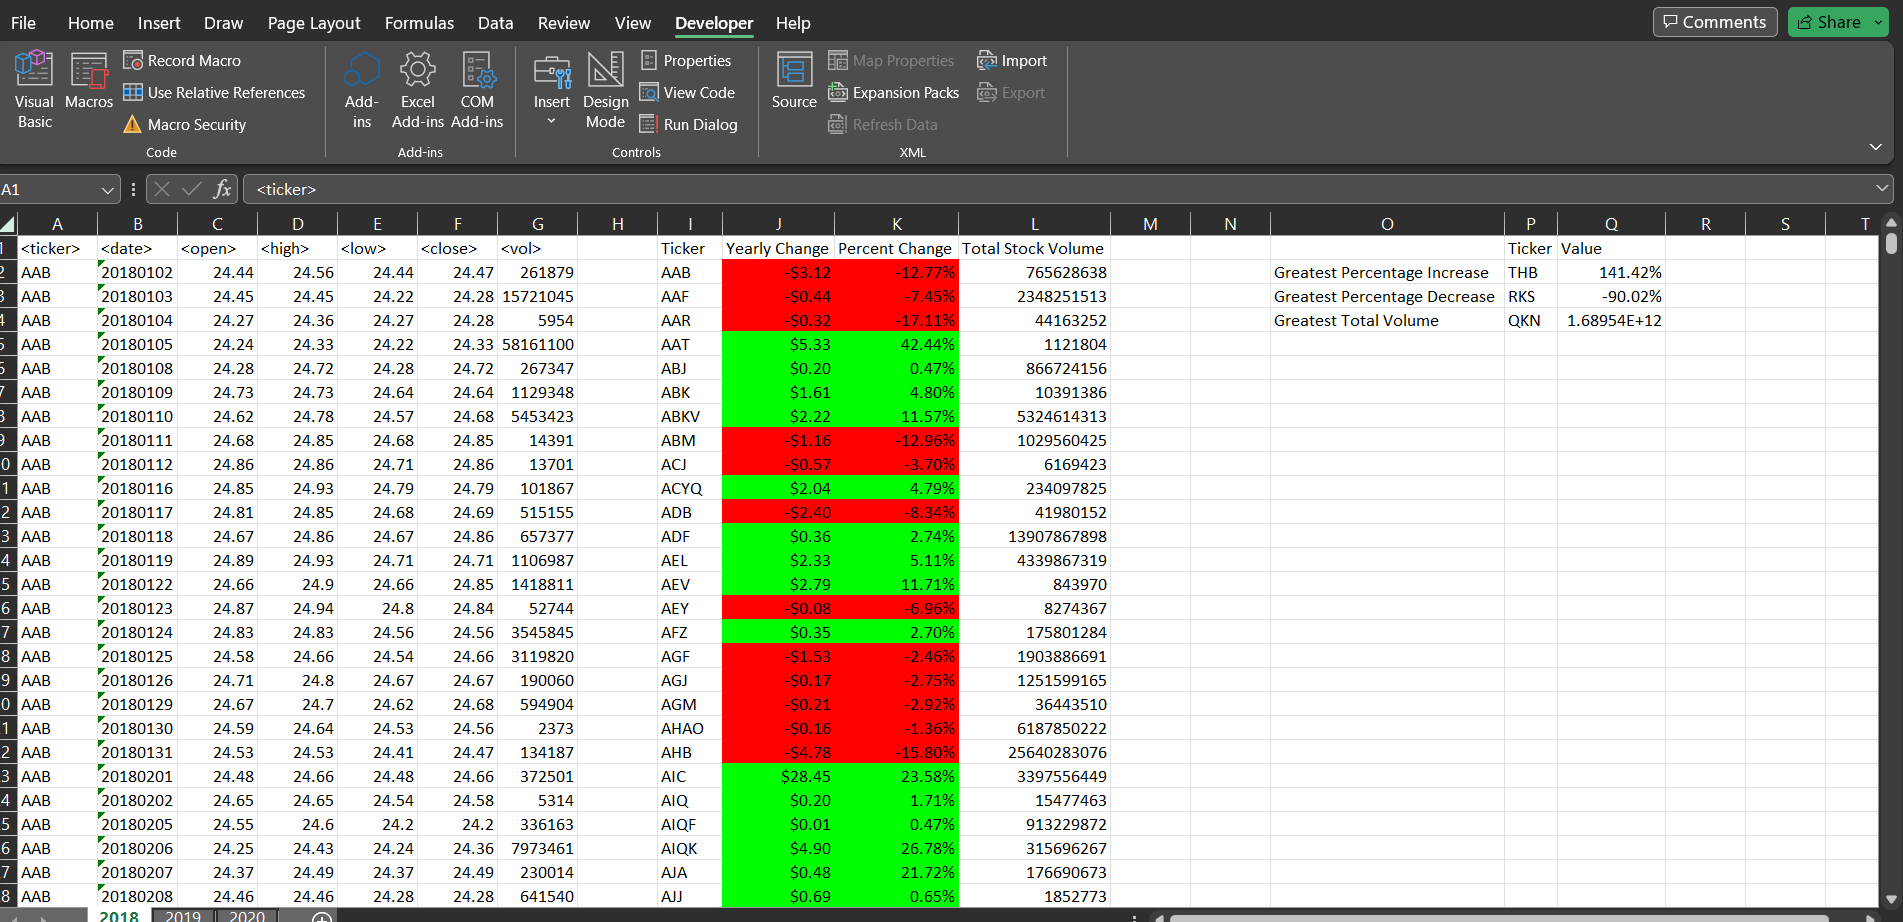 File Home Insert Draw Page Layout Formulas Data Review View Developer Help Comments Share
Visual Basic Macros Record Macro Use Relative References Macro Security Code
Add-ins Excel Add-ins COM Add-ins Add-ins
Insert Design Mode Properties View Code Run Dialog Controls
Source Map Properties Expansion Packs Refresh Data Import Export XML
A1 fx <ticker>
A B C D E F G H I J K L M N O P Q R S T
1 <ticker> <date> <open> <high> <low> <close> <vol> Ticker Yearly Change Percent Change Total Stock Volume Ticker Value
2 AAB 20180102 24.44 24.56 24.44 24.47 261879 AAB -$3.12 -12.77% 765628638 Greatest Percentage Increase THB 141.42%
3 AAB 20180103 24.45 24.45 24.22 24.28 15721045 AAF -$0.44 -7.45% 2348251513 Greatest Percentage Decrease RKS -90.02%
4 AAB 20180104 24.27 24.36 24.27 24.28 5954 AAR -$0.32 -17.11% 44163252 Greatest Total Volume QKN 1.68954E+12
5 AAB 20180105 24.24 24.33 24.22 24.33 58161100 AAT $5.33 42.44% 1121804
6 AAB 20180108 24.28 24.72 24.28 24.72 267347 ABJ $0.20 0.47% 866724156
7 AAB 20180109 24.73 24.73 24.64 24.64 1129348 ABK $1.61 4.80% 10391386
8 AAB 20180110 24.62 24.78 24.57 24.68 5453423 ABKV $2.22 11.57% 5324614313
9 AAB 20180111 24.68 24.85 24.68 24.85 14391 ABM -$1.16 -12.96% 1029560425
0 AAB 20180112 24.86 24.86 24.71 24.86 13701 ACJ -$0.57 -3.70% 6169423
1 AAB 20180116 24.85 24.93 24.79 24.79 101867 ACYQ $2.04 4.79% 234097825
2 AAB 20180117 24.81 24.85 24.68 24.69 515155 ADB -$2.40 -8.34% 41980152
3 AAB 20180118 24.67 24.86 24.67 24.86 657377 ADF $0.36 2.74% 13907867898
4 AAB 20180119 24.89 24.93 24.71 24.71 1106987 AEL $2.33 5.11% 4339867319
5 AAB 20180122 24.66 24.9 24.66 24.85 1418811 AEV $2.79 11.71% 843970
6 AAB 20180123 24.87 24.94 24.8 24.84 52744 AEY -$0.08 -6.96% 8274367
7 AAB 20180124 24.83 24.83 24.56 24.56 3545845 AFZ $0.35 2.70% 175801284
8 AAB 20180125 24.58 24.66 24.54 24.66 3119820 AGF -$1.53 -2.46% 1903886691
9 AAB 20180126 24.71 24.8 24.67 24.67 190060 AGJ -$0.17 -2.75% 1251599165
0 AAB 20180129 24.67 24.7 24.62 24.68 594904 AGM -$0.21 -2.92% 36443510
1 AAB 20180130 24.59 24.64 24.53 24.56 2373 AHAO -$0.16 -1.36% 6187850222
2 AAB 20180131 24.53 24.53 24.41 24.47 134187 AHB -$4.78 -15.80% 25640283076
3 AAB 20180201 24.48 24.66 24.48 24.66 372501 AIC $28.45 23.58% 3397556449
4 AAB 20180202 24.65 24.65 24.54 24.58 5314 AIQ $0.20 1.71% 15477463
5 AAB 20180205 24.55 24.6 24.2 24.2 336163 AIQF $0.01 0.47% 913229872
6 AAB 20180206 24.25 24.43 24.24 24.36 7973461 AIQK $4.90 26.78% 315696267
7 AAB 20180207 24.37 24.49 24.37 24.49 230014 AJA $0.48 21.72% 176690673
8 AAB 20180208 24.46 24.46 24.28 24.28 641540 AJJ $0.69 0.65% 1852773
2018 2019 2020